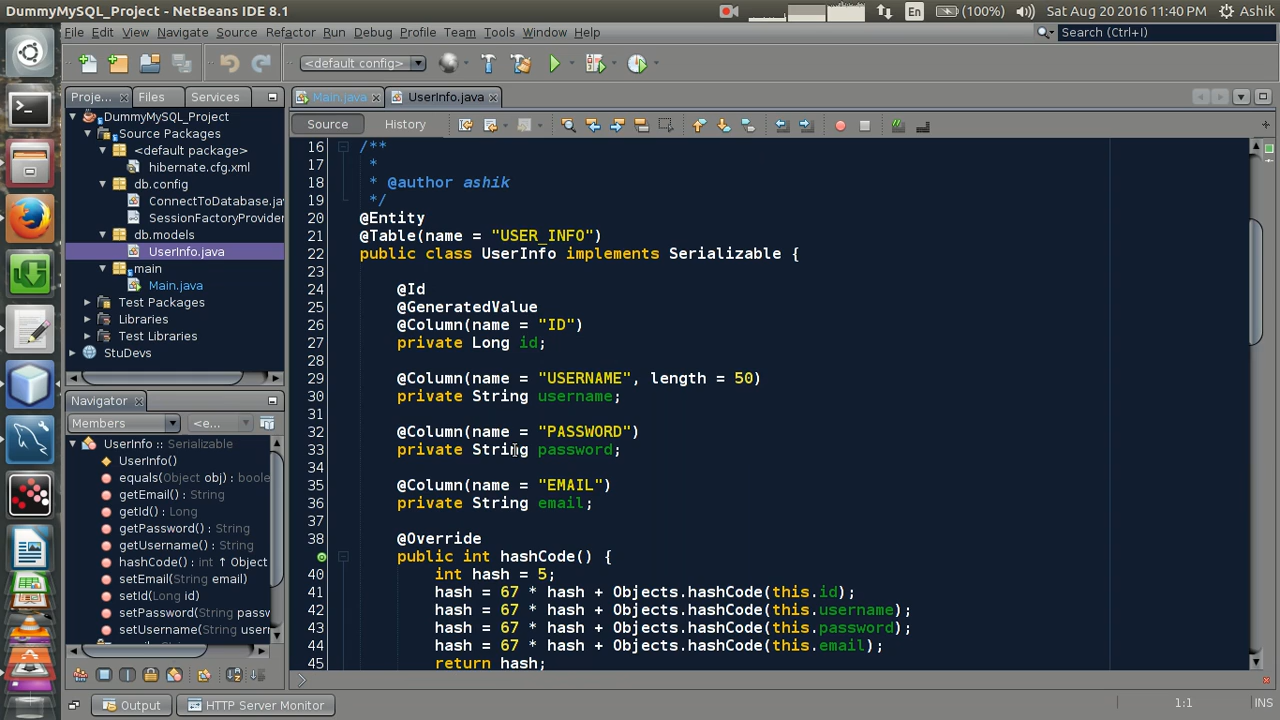 DummyMySQL_Project - NetBeans IDE 8.1
En
(100%)
Sat Aug 20 2016 11:40 PM
Ashik
File Edit View Navigate Source Refactor Run Debug Profile Team Tools Window Help
Search (Ctrl+I)
<default config>
Proje...
Files
Services
Main.java
UserInfo.java
Source
History
DummyMySQL_Project
Source Packages
<default package>
hibernate.cfg.xml
db.config
ConnectToDatabase.jav
SessionFactoryProvider
db.models
UserInfo.java
main
Main.java
Test Packages
Libraries
Test Libraries
StuDevs
Navigator
Members
<e...
UserInfo :: Serializable
UserInfo()
equals(Object obj) : boole
getEmail() : String
getId() : Long
getPassword() : String
getUsername() : String
hashCode() : int ↑ Object
setEmail(String email)
setId(Long id)
setPassword(String passw
setUsername(String usern
16 /**
17 *
18 * @author ashik
19 */
20 @Entity
21 @Table(name = "USER_INFO")
22 public class UserInfo implements Serializable {
23
24 @Id
25 @GeneratedValue
26 @Column(name = "ID")
27 private Long id;
28
29 @Column(name = "USERNAME", length = 50)
30 private String username;
31
32 @Column(name = "PASSWORD")
33 private String password;
34
35 @Column(name = "EMAIL")
36 private String email;
37
38 @Override
public int hashCode() {
40 int hash = 5;
41 hash = 67 * hash + Objects.hashCode(this.id);
42 hash = 67 * hash + Objects.hashCode(this.username);
43 hash = 67 * hash + Objects.hashCode(this.password);
44 hash = 67 * hash + Objects.hashCode(this.email);
45 return hash;
Output
HTTP Server Monitor
1:1
INS